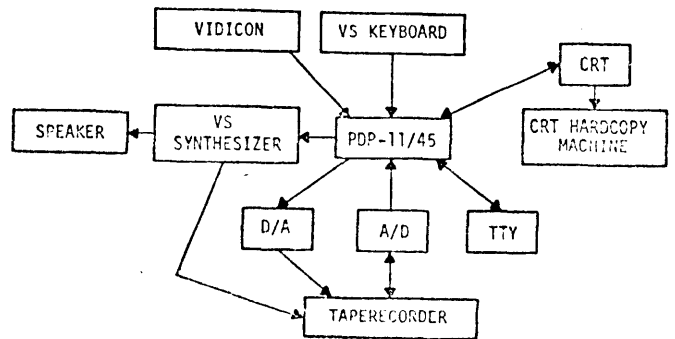 VIDICON
VS KEYBOARD
CRT
SPEAKER
VS
SYNTHESIZER
PDP-11/45
CRT HARDCOPY
MACHINE
D/A
A/D
TTY
TAPERECORDER